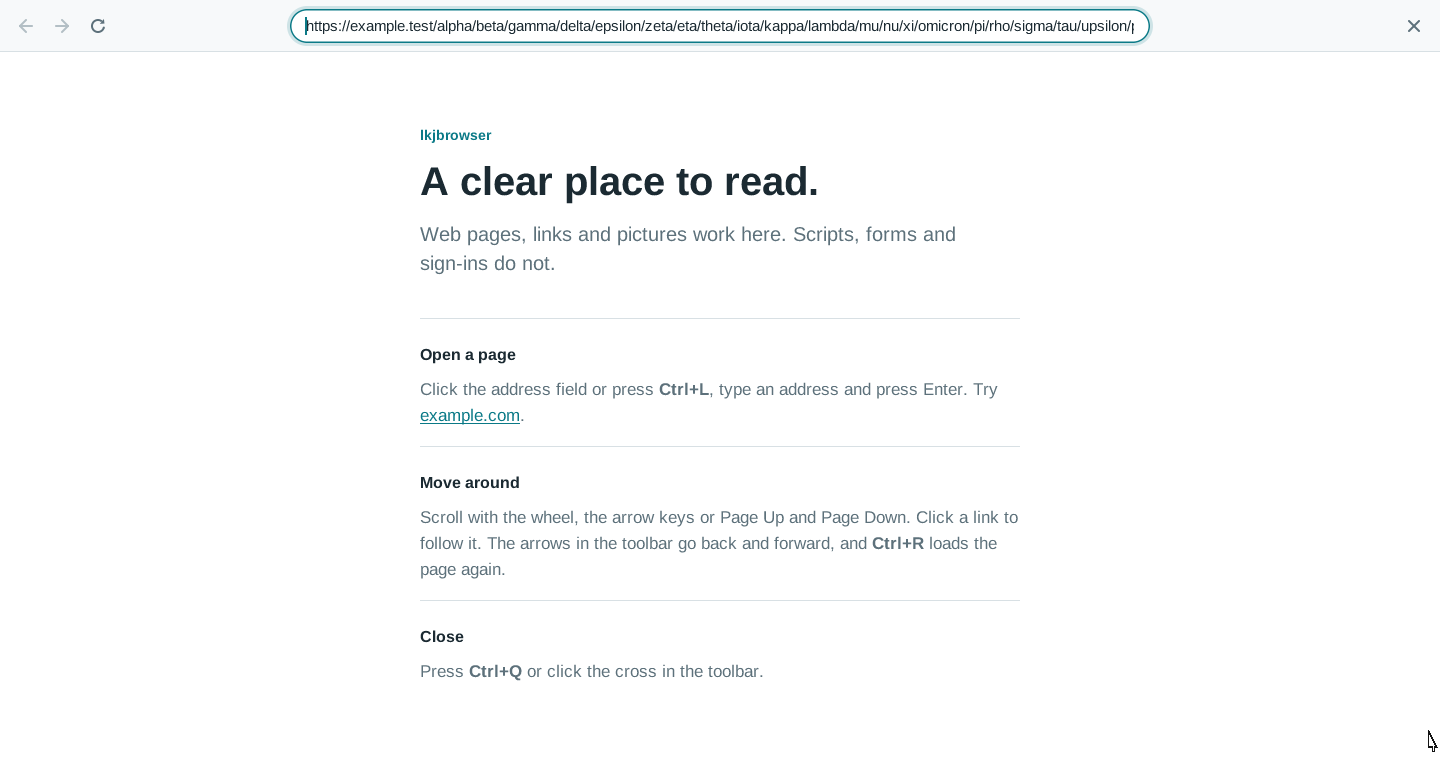 https://example.test/alpha/beta/gamma/delta/epsilon/zeta/eta/theta/iota/kappa/lambda/mu/nu/xi/omicron/pi/rho/sigma/tau/upsilon/
lkjbrowser
A clear place to read.
Web pages, links and pictures work here. Scripts, forms and
sign-ins do not.
Open a page
Click the address field or press Ctrl+L, type an address and press Enter. Try
example.com.
Move around
Scroll with the wheel, the arrow keys or Page Up and Page Down. Click a link to
follow it. The arrows in the toolbar go back and forward, and Ctrl+R loads the
page again.
Close
Press Ctrl+Q or click the cross in the toolbar.